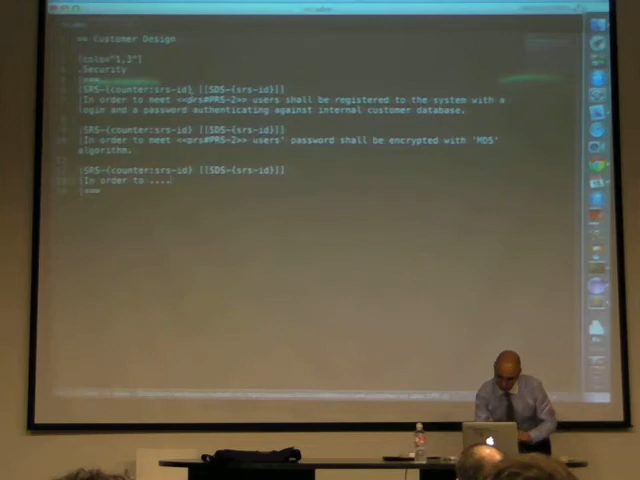 == Customer Design
[cols="1,3"]
.Security
|===
|SRS-{counter:srs-id} [[SDS-{srs-id}]]
|In order to meet <<prs#PRS-2>> users shall be registered to the system with a
login and a password authenticating against internal customer database.
|SRS-{counter:srs-id} [[SDS-{srs-id}]]
|In order to meet <<prs#PRS-2>> users' password shall be encrypted with 'MD5'
algorithm.
|SRS-{counter:srs-id} [[SDS-{srs-id}]]
|In order to ....
|===